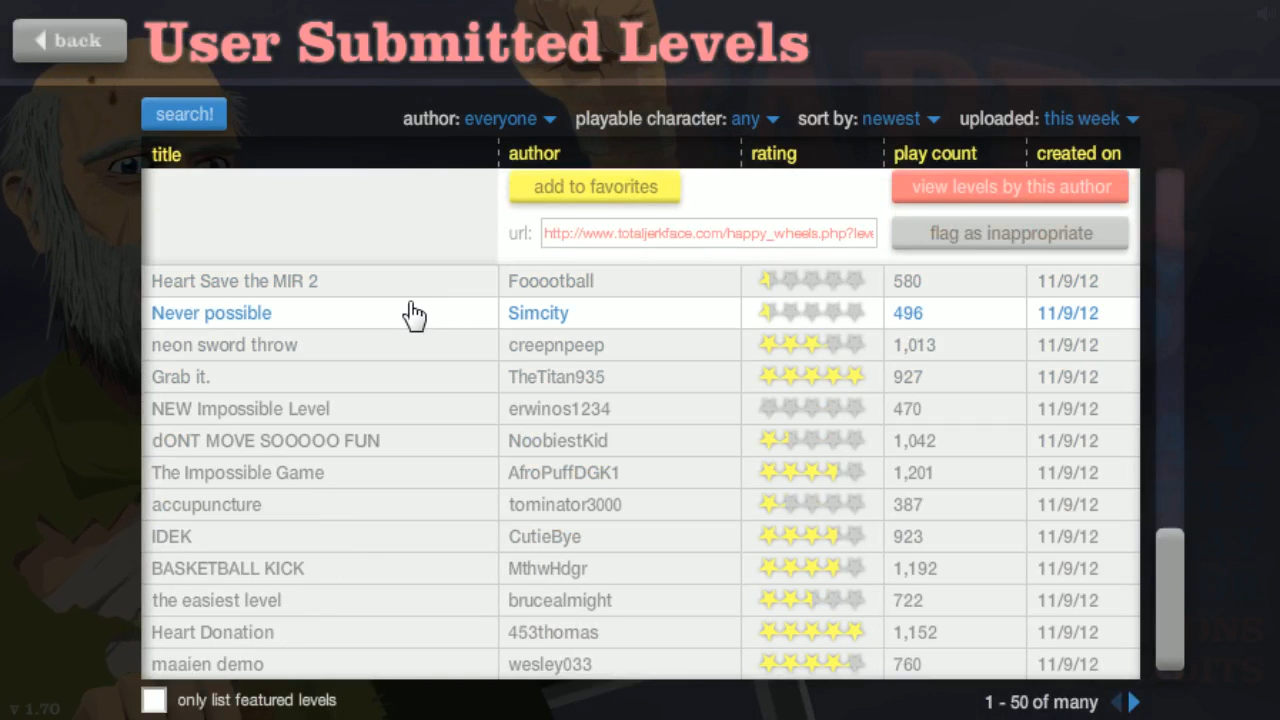 back
User Submitted Levels
search!
author: everyone playable character: any sort by: newest uploaded: this week
title author rating play count created on
add to favorites view levels by this author
url: http://www.totaljerkface.com/happy_wheels.php?leve flag as inappropriate
Heart Save the MIR 2 Fooootball 580 11/9/12
Never possible Simcity 496 11/9/12
neon sword throw creepnpeep 1,013 11/9/12
Grab it. TheTitan935 927 11/9/12
NEW Impossible Level erwinos1234 470 11/9/12
dONT MOVE SOOOOO FUN NoobiestKid 1,042 11/9/12
The Impossible Game AfroPuffDGK1 1,201 11/9/12
accupuncture tominator3000 387 11/9/12
IDEK CutieBye 923 11/9/12
BASKETBALL KICK MthwHdgr 1,192 11/9/12
the easiest level brucealmight 722 11/9/12
Heart Donation 453thomas 1,152 11/9/12
maaien demo wesley033 760 11/9/12
only list featured levels 1 - 50 of many
v 1.70